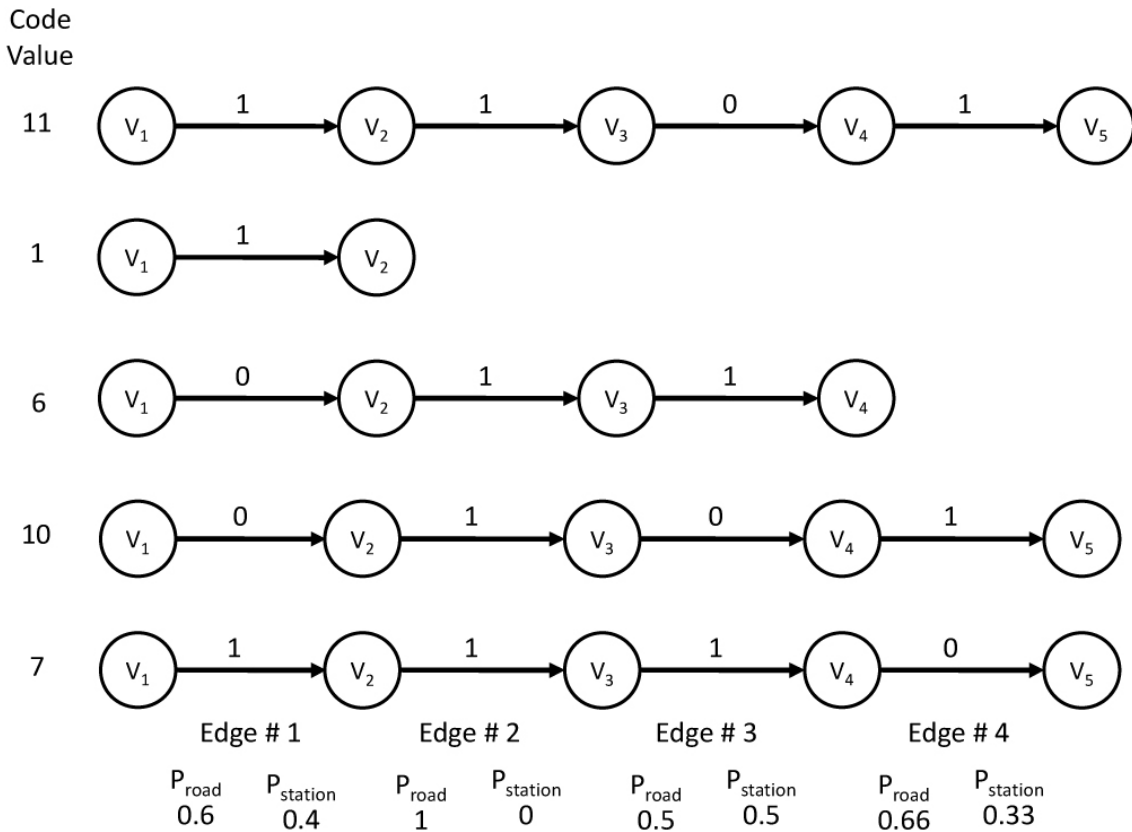 Code
Value
1 1 0 1
11 V1 V2 V3 V4 V5
1
1 V1 V2
0 1 1
6 V1 V2 V3 V4
0 1 0 1
10 V1 V2 V3 V4 V5
1 1 1 0
7 V1 V2 V3 V4 V5
Edge # 1 Edge # 2 Edge # 3 Edge # 4
Proad Pstation Proad Pstation Proad Pstation Proad Pstation
0.6 0.4 1 0 0.5 0.5 0.66 0.33